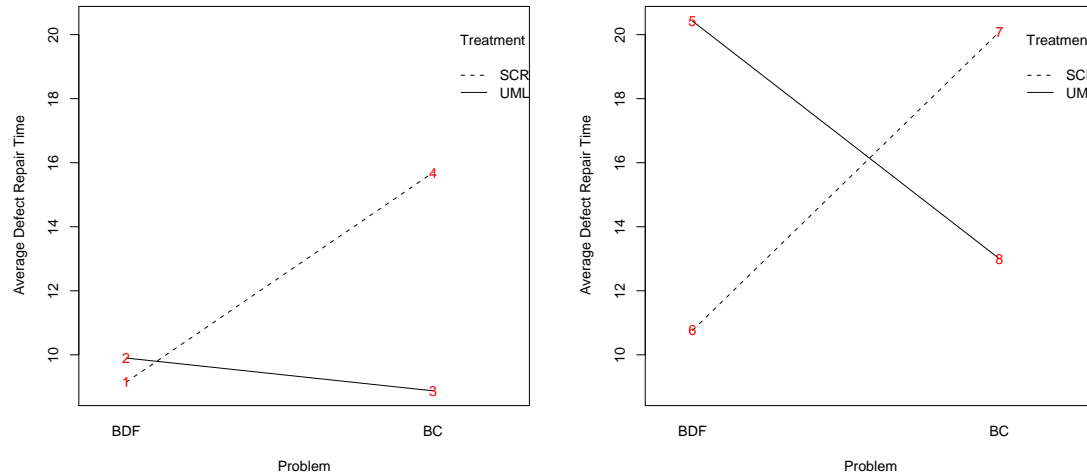 20
18
16
14
12
10
Average Defect Repair Time
Treatment
SCR
UML
1
2
3
4
BDF
BC
Problem
20
18
16
14
12
10
Average Defect Repair Time
Treatmen
SCI
UM
5
6
7
8
BDF
BC
Problem